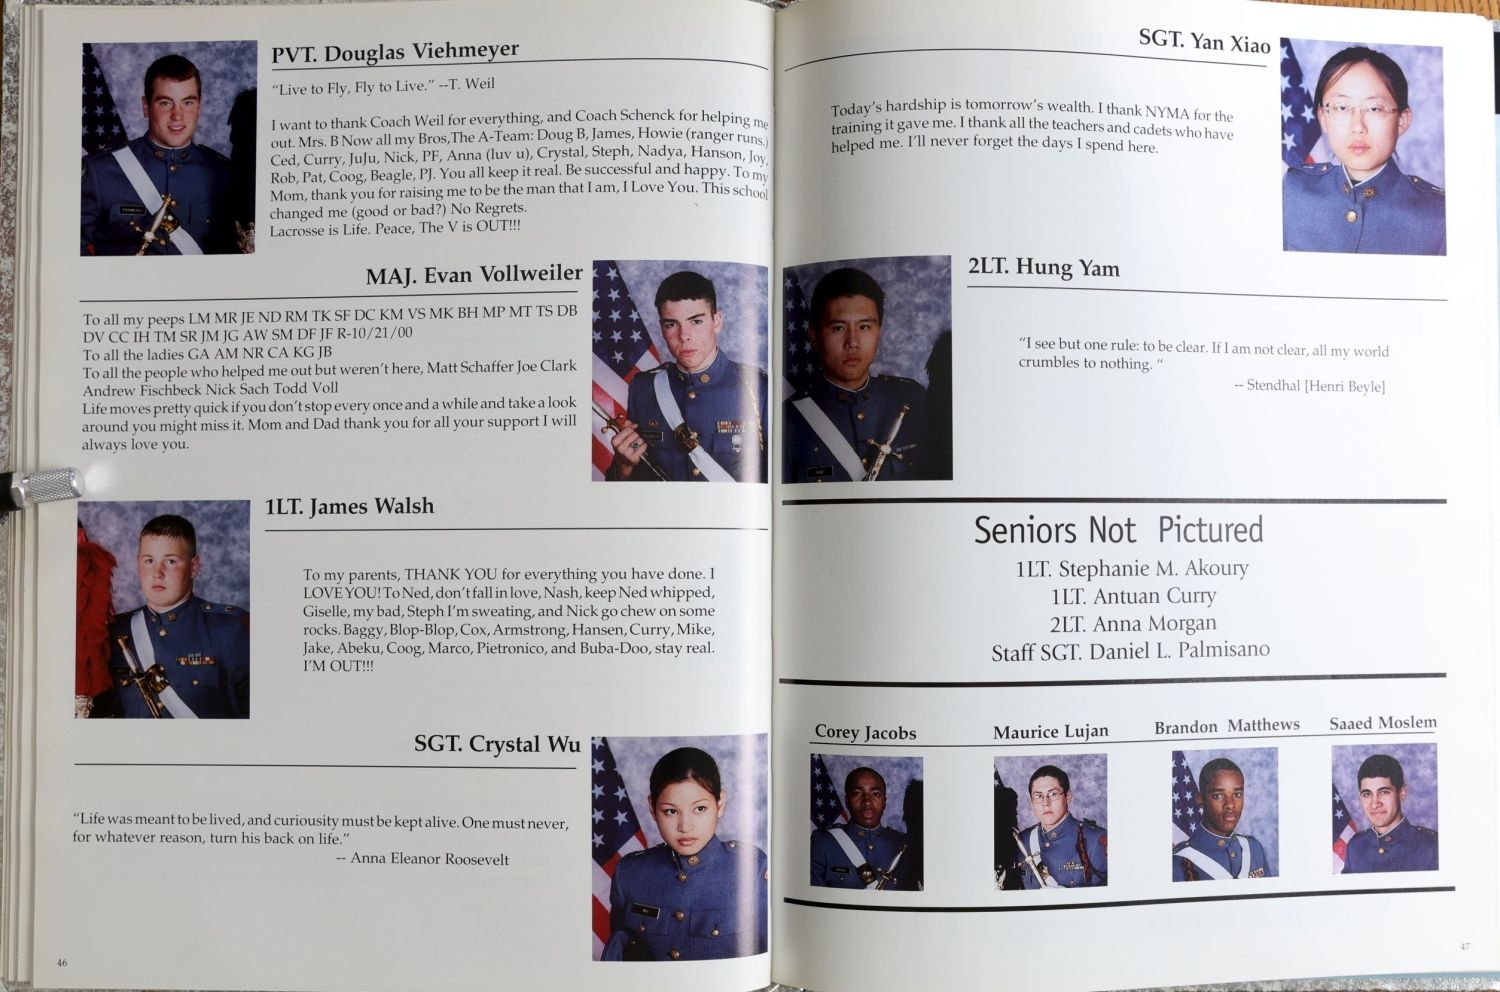 PVT. Douglas Viehmeyer
"Live to Fly, Fly to Live." --T. Weil
I want to thank Coach Weil for everything, and Coach Schenck for helping me
out. Mrs. B Now all my Bros,The A-Team: Doug B, James, Howie (ranger runs.)
Ced, Curry, JuJu, Nick, PF, Anna (luv u), Crystal, Steph, Nadya, Hanson, Joy,
Rob, Pat, Coog, Beagle, PJ. You all keep it real. Be successful and happy. To my
Mom, thank you for raising me to be the man that I am, I Love You. This school
changed me (good or bad?) No Regrets.
Lacrosse is Life. Peace, The V is OUT!!!
MAJ. Evan Vollweiler
To all my peeps LM MR JE ND RM TK SF DC KM VS MK BH MP MT TS DB
DV CC IH TM SR JM JG AW SM DF JF R-10/21/00
To all the ladies GA AM NR CA KG JB
To all the people who helped me out but weren't here, Matt Schaffer Joe Clark
Andrew Fischbeck Nick Sach Todd Voll
Life moves pretty quick if you don't stop every once and a while and take a look
around you might miss it. Mom and Dad thank you for all your support I will
always love you.
1LT. James Walsh
To my parents, THANK YOU for everything you have done. I
LOVE YOU! To Ned, don't fall in love, Nash, keep Ned whipped,
Giselle, my bad, Steph I'm sweating, and Nick go chew on some
rocks. Baggy, Blop-Blop, Cox, Armstrong, Hansen, Curry, Mike,
Jake, Abeku, Coog, Marco, Pietronico, and Buba-Doo, stay real.
I'M OUT!!!
SGT. Crystal Wu
"Life was meant to be lived, and curiousity must be kept alive. One must never,
for whatever reason, turn his back on life."
-- Anna Eleanor Roosevelt
46
SGT. Yan Xiao
Today's hardship is tomorrow's wealth. I thank NYMA for the
training it gave me. I thank all the teachers and cadets who have
helped me. I'll never forget the days I spend here.
2LT. Hung Yam
"I see but one rule: to be clear. If I am not clear, all my world
crumbles to nothing. "
-- Stendhal [Henri Beyle]
Seniors Not Pictured
1LT. Stephanie M. Akoury
1LT. Antuan Curry
2LT. Anna Morgan
Staff SGT. Daniel L. Palmisano
Corey Jacobs
Maurice Lujan
Brandon Matthews
Saaed Moslem
47